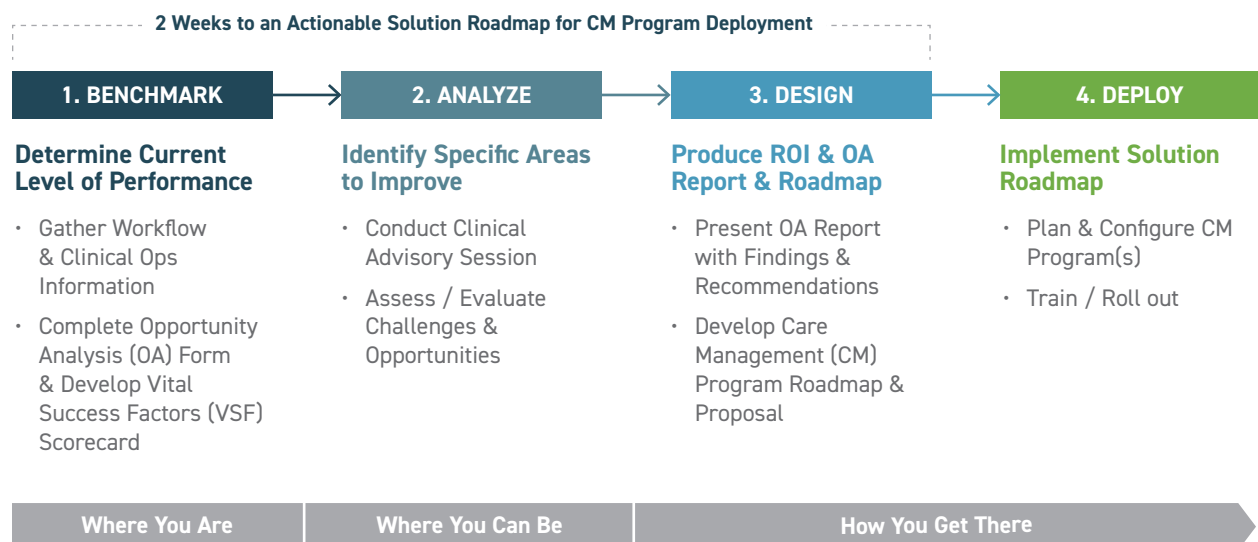 2 Weeks to an Actionable Solution Roadmap for CM Program Deployment
1. BENCHMARK
2. ANALYZE
3. DESIGN
4. DEPLOY
Determine Current
Level of Performance
• Gather Workflow
& Clinical Ops
Information
• Complete Opportunity
Analysis (OA) Form
& Develop Vital
Success Factors (VSF)
Scorecard
Identify Specific Areas
to Improve
• Conduct Clinical
Advisory Session
• Assess / Evaluate
Challenges &
Opportunities
Produce ROI & OA
Report & Roadmap
• Present OA Report
with Findings &
Recommendations
• Develop Care
Management (CM)
Program Roadmap &
Proposal
Implement Solution
Roadmap
• Plan & Configure CM
Program(s)
• Train / Roll out
Where You Are
Where You Can Be
How You Get There